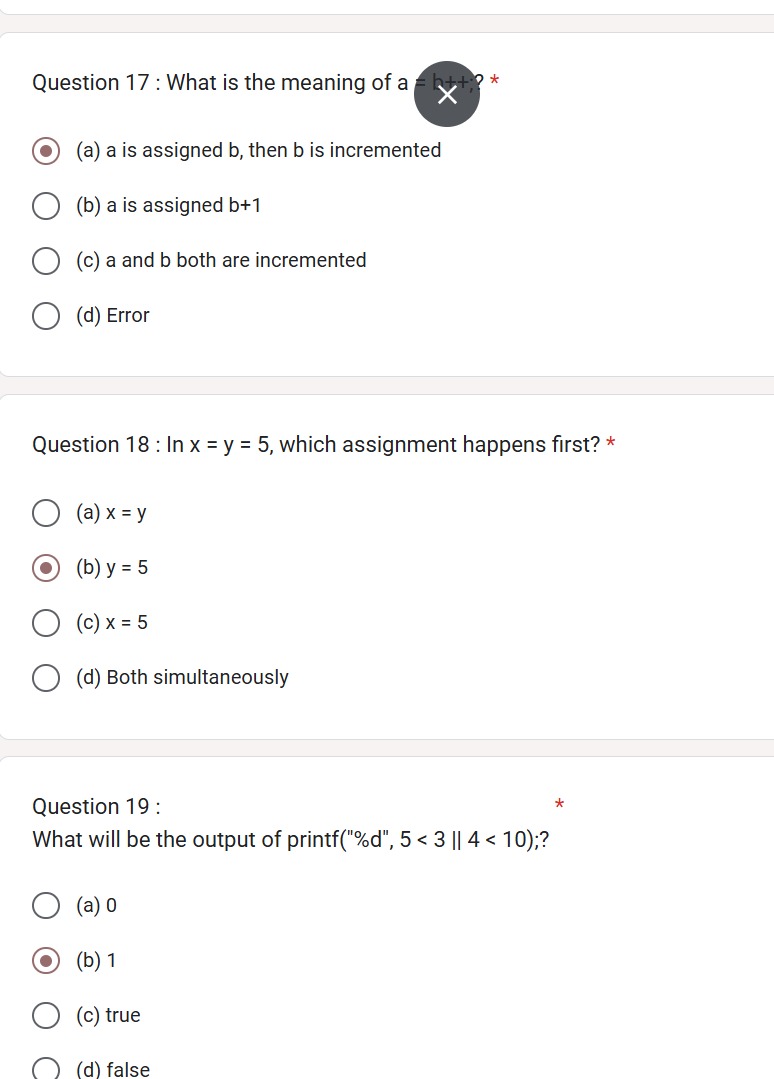 Question 17 : What is the meaning of a = b++;? *
(a) a is assigned b, then b is incremented
(b) a is assigned b+1
(c) a and b both are incremented
(d) Error
Question 18 : In x = y = 5, which assignment happens first? *
(a) x = y
(b) y = 5
(c) x = 5
(d) Both simultaneously
Question 19 : *
What will be the output of printf("%d", 5 < 3 || 4 < 10);?
(a) 0
(b) 1
(c) true
(d) false